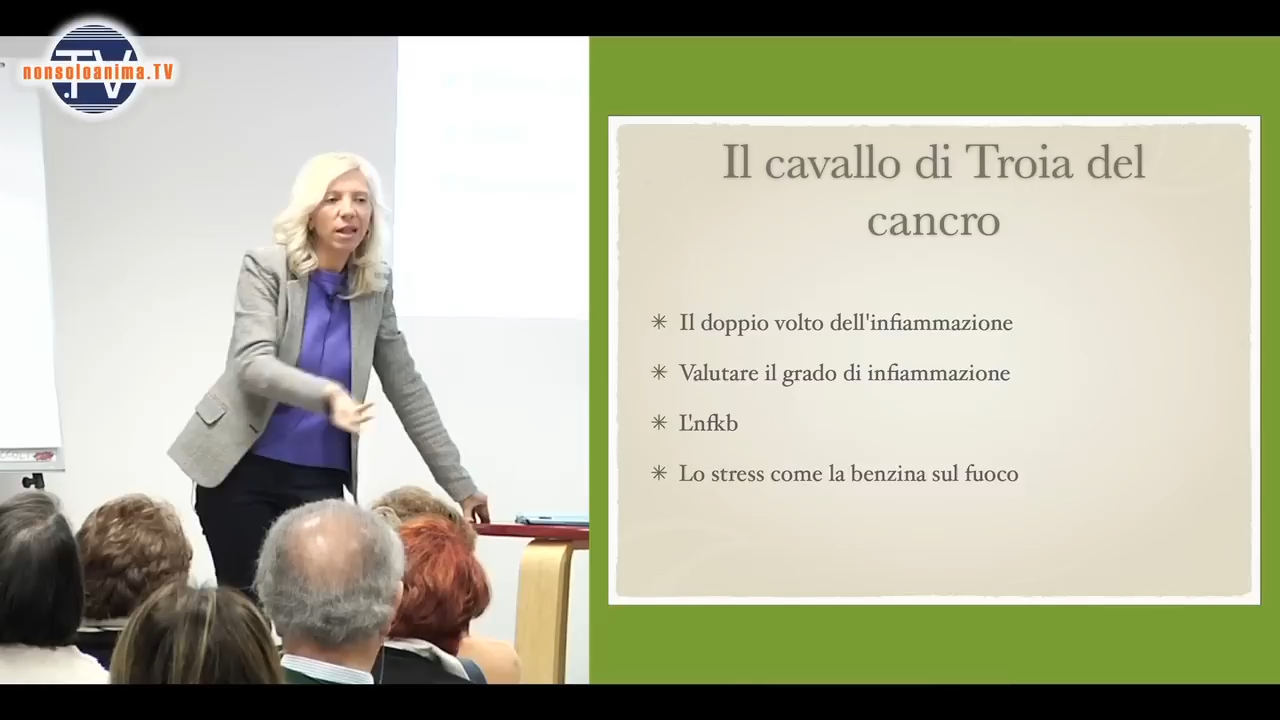 .TV
nonsoloanima.TV
Il cavallo di Troia del
cancro
Il doppio volto dell'infiammazione
Valutare il grado di infiammazione
L'nfkb
Lo stress come la benzina sul fuoco